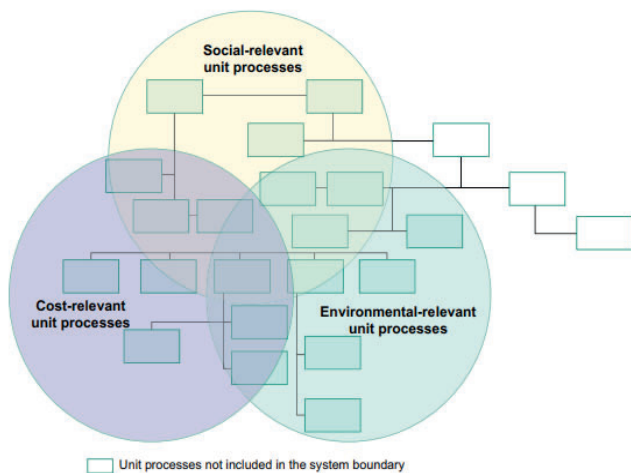 Social-relevant
unit processes
Cost-relevant
unit processes
Environmental-relevant
unit processes
Unit processes not included in the system boundary